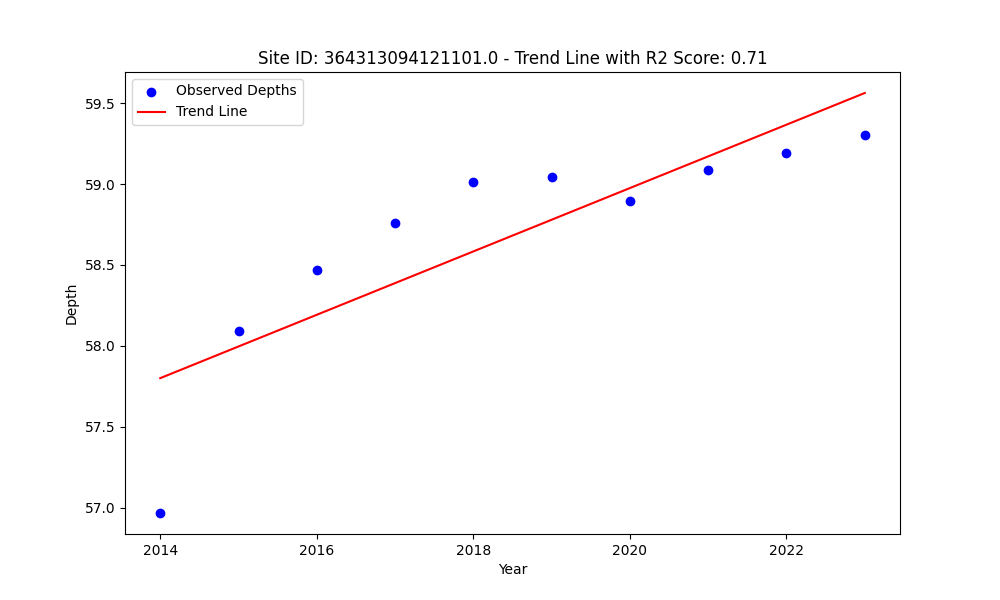 Site ID: 364313094121101.0 - Trend Line with R2 Score: 0.71
Observed Depths
Trend Line
59.5
59.0
58.5
58.0
57.5
57.0
Depth
2014
2016
2018
2020
2022
Year